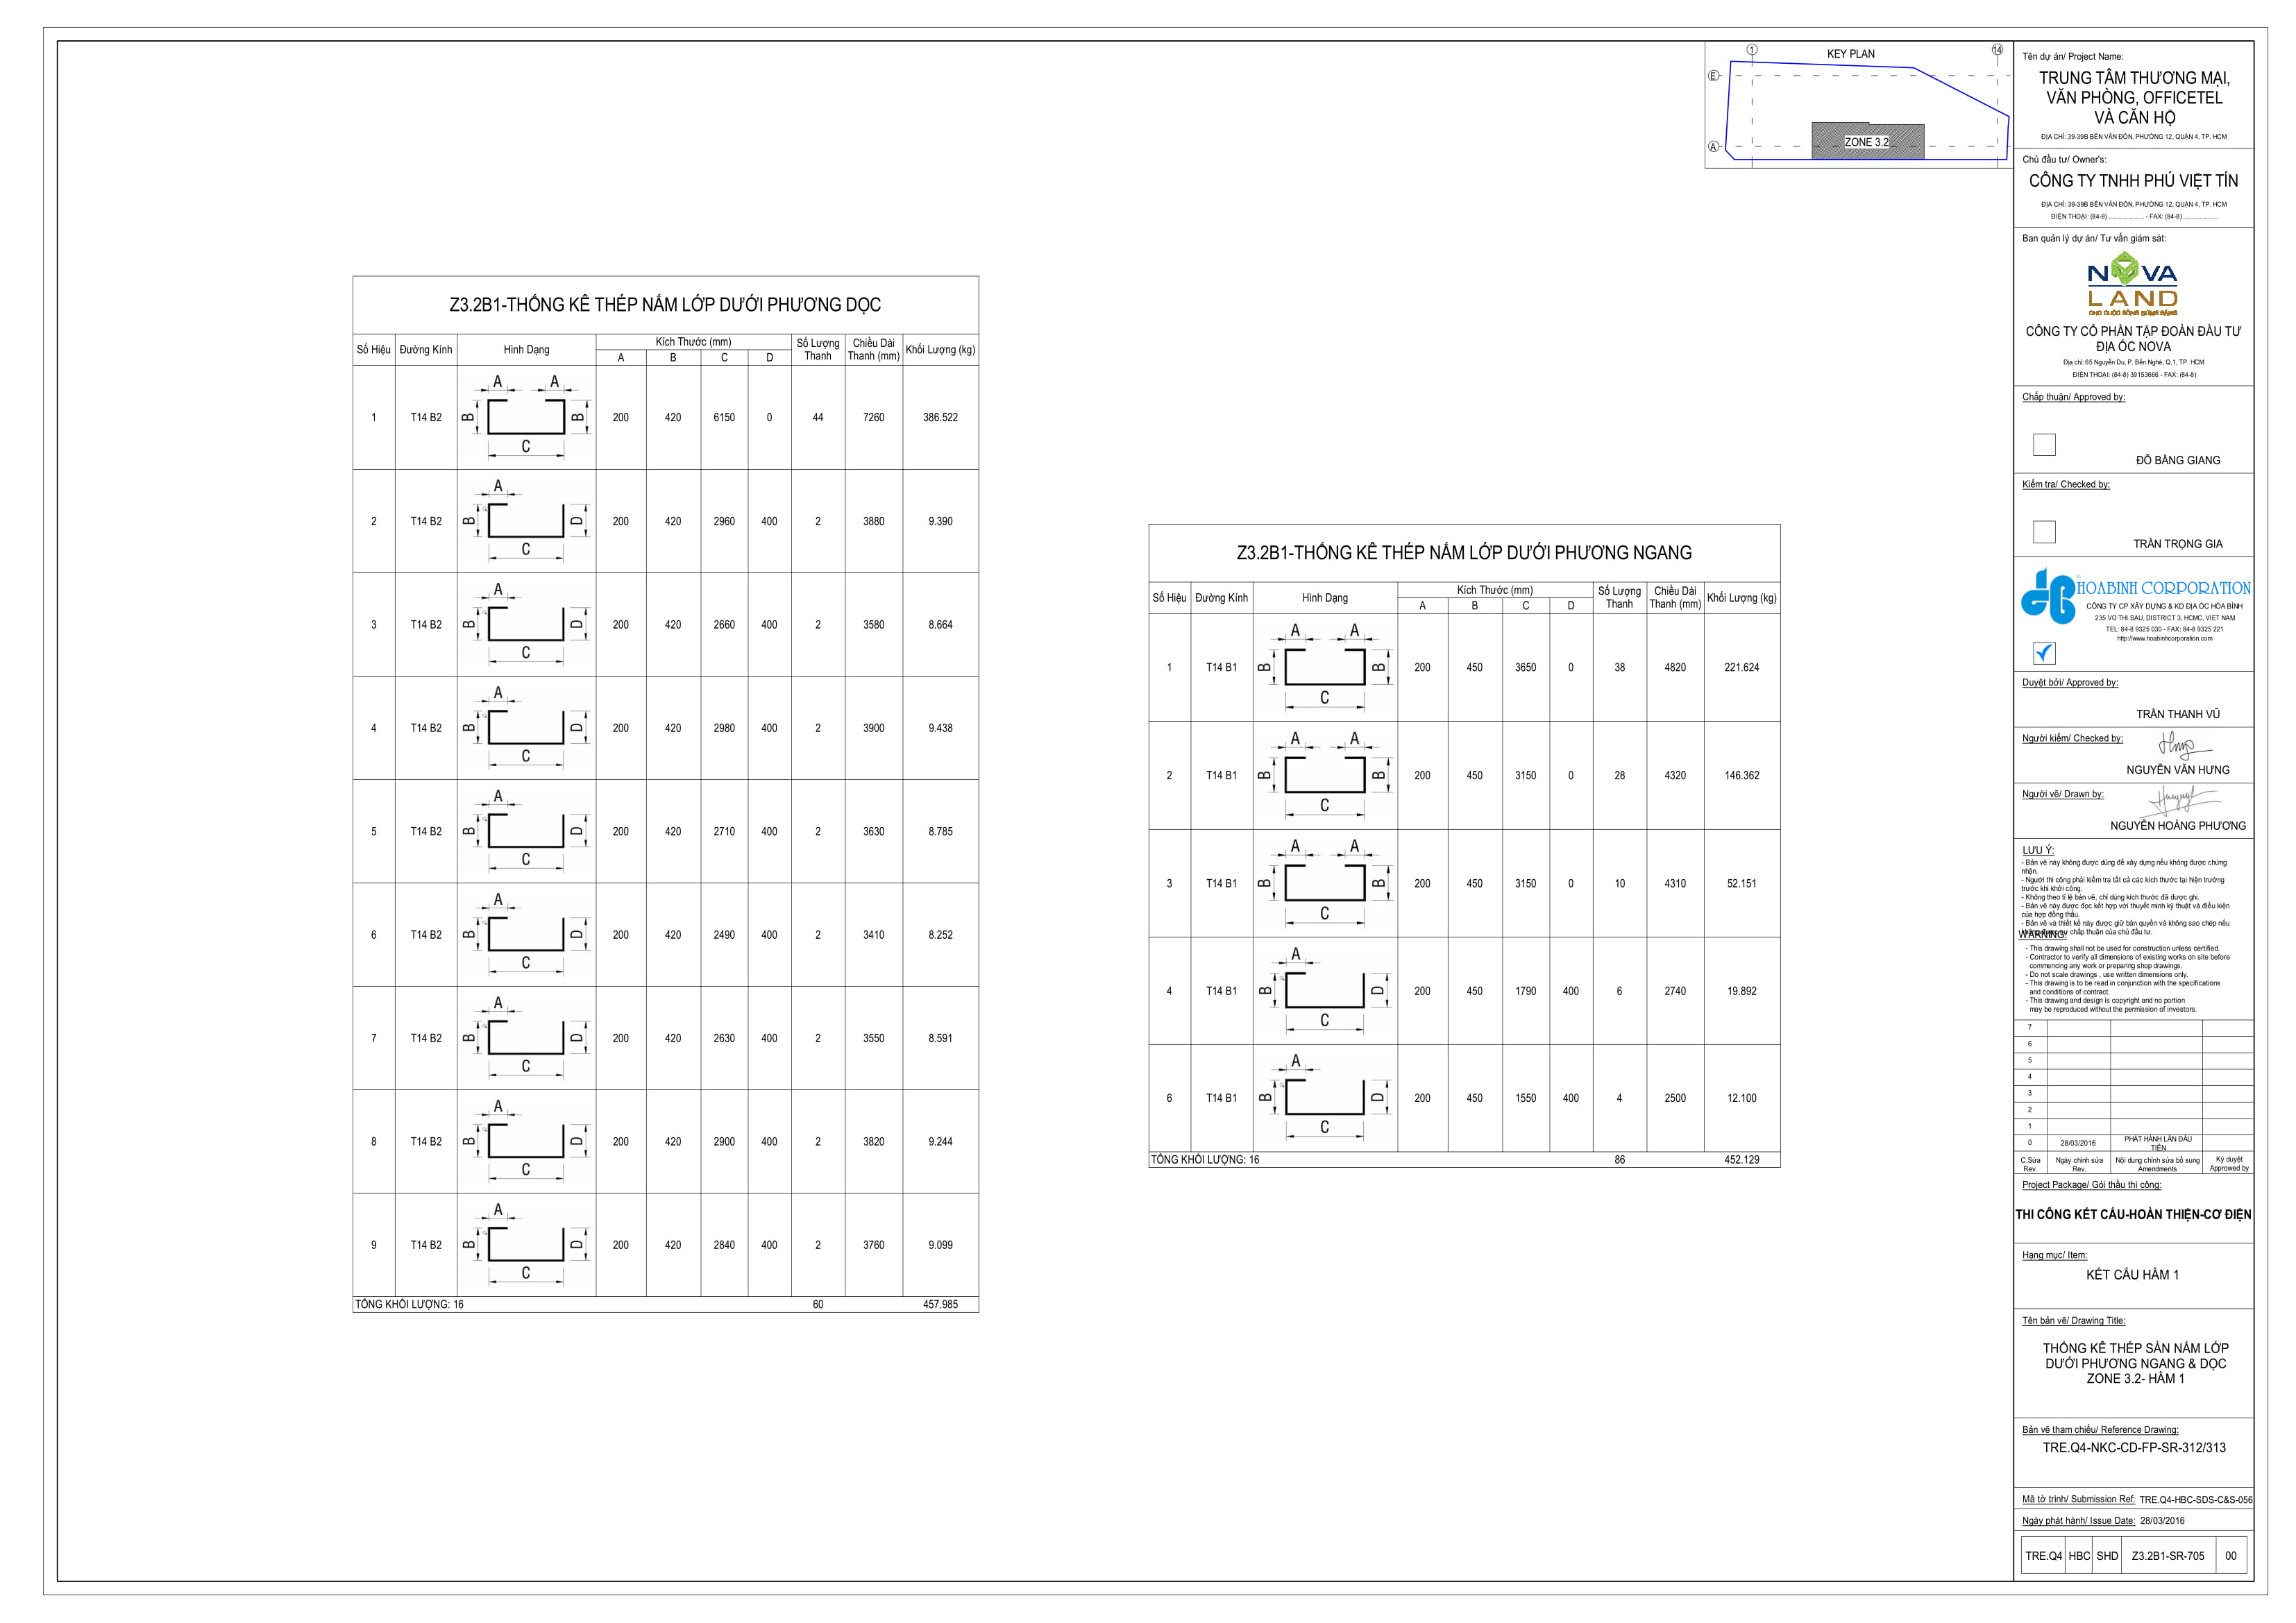 KEY PLAN
1
14
E
A
ZONE 3.2
Z3.2B1-THỐNG KÊ THÉP NẤM LỚP DƯỚI PHƯƠNG DỌC
Số Hiệu Đường Kính Hình Dạng Kích Thước (mm) Số Lượng Thanh Chiều Dài Thanh (mm) Khối Lượng (kg)
A B C D
1 T14 B2 A A B B C 200 420 6150 0 44 7260 386.522
2 T14 B2 A B D C 200 420 2960 400 2 3880 9.390
3 T14 B2 A B D C 200 420 2660 400 2 3580 8.664
4 T14 B2 A B D C 200 420 2980 400 2 3900 9.438
5 T14 B2 A B D C 200 420 2710 400 2 3630 8.785
6 T14 B2 A B D C 200 420 2490 400 2 3410 8.252
7 T14 B2 A B D C 200 420 2630 400 2 3550 8.591
8 T14 B2 A B D C 200 420 2900 400 2 3820 9.244
9 T14 B2 A B D C 200 420 2840 400 2 3760 9.099
TỔNG KHỐI LƯỢNG: 16 60 457.985
Z3.2B1-THỐNG KÊ THÉP NẤM LỚP DƯỚI PHƯƠNG NGANG
Số Hiệu Đường Kính Hình Dạng Kích Thước (mm) Số Lượng Thanh Chiều Dài Thanh (mm) Khối Lượng (kg)
A B C D
1 T14 B1 A A B B C 200 450 3650 0 38 4820 221.624
2 T14 B1 A A B B C 200 450 3150 0 28 4320 146.362
3 T14 B1 A A B B C 200 450 3150 0 10 4310 52.151
4 T14 B1 A B D C 200 450 1790 400 6 2740 19.892
6 T14 B1 A B D C 200 450 1550 400 4 2500 12.100
TỔNG KHỐI LƯỢNG: 16 86 452.129
Tên dự án/ Project Name:
TRUNG TÂM THƯƠNG MẠI,
VĂN PHÒNG, OFFICETEL
VÀ CĂN HỘ
ĐỊA CHỈ: 39-39B BẾN VÂN ĐỒN, PHƯỜNG 12, QUẬN 4, TP. HCM
Chủ đầu tư/ Owner's:
CÔNG TY TNHH PHÚ VIỆT TÍN
ĐỊA CHỈ: 39-39B BẾN VÂN ĐỒN, PHƯỜNG 12, QUẬN 4, TP. HCM
ĐIỆN THOẠI: (84-8) .................... - FAX: (84-8) ....................
Ban quản lý dự án/ Tư vấn giám sát:
NOVA
LAND
CÔNG TY CỔ PHẦN TẬP ĐOÀN ĐẦU TƯ
ĐỊA ỐC NOVA
Địa chỉ: 65 Nguyễn Du, P. Bến Nghé, Q.1, TP. HCM
ĐIỆN THOẠI: (84-8) 39153666 - FAX: (84-8)
Chấp thuận/ Approved by:
ĐỖ BẰNG GIANG
Kiểm tra/ Checked by:
TRẦN TRỌNG GIA
HOABINH CORPORATION
CÔNG TY CP XÂY DỰNG & KD ĐỊA ỐC HÒA BÌNH
235 VO THI SAU, DISTRICT 3, HCMC, VIET NAM
TEL: 84-8 9325 030 - FAX: 84-8 9325 221
http://www.hoabinhcorporation.com
Duyệt bởi/ Approved by:
TRẦN THANH VŨ
Người kiểm/ Checked by:
NGUYỄN VĂN HƯNG
Người vẽ/ Drawn by:
NGUYỄN HOÀNG PHƯƠNG
LƯU Ý:
- Bản vẽ này không được dùng để xây dựng nếu không được chứng
nhận.
- Người thi công phải kiểm tra tất cả các kích thước tại hiện trường
trước khi khởi công.
- Không theo tỉ lệ bản vẽ, chỉ dùng kích thước đã được ghi.
- Bản vẽ này được đọc kết hợp với thuyết minh kỹ thuật và điều kiện
của hợp đồng thầu.
- Bản vẽ và thiết kế này được giữ bản quyền và không sao chép nếu
chấp thuận của chủ đầu tư.
WARNING:
- This drawing shall not be used for construction unless certified.
- Contractor to verify all dimensions of existing works on site before
commencing any work or preparing shop drawings.
- Do not scale drawings , use written dimensions only.
- This drawing is to be read in conjunction with the specifications
and conditions of contract.
- This drawing and design is copyright and no portion
may be reproduced without the permission of investors.
7
6
5
4
3
2
1
0 28/03/2016 PHÁT HÀNH LẦN ĐẦU TIÊN
C.Sửa Rev. Ngày chỉnh sửa Rev. Nội dung chỉnh sửa bổ sung Amendments Ký duyệt Approwed by
Project Package/ Gói thầu thi công:
THI CÔNG KẾT CẤU-HOÀN THIỆN-CƠ ĐIỆN
Hạng mục/ Item:
KẾT CẤU HẦM 1
Tên bản vẽ/ Drawing Title:
THỐNG KÊ THÉP SÀN NẤM LỚP
DƯỚI PHƯƠNG NGANG & DỌC
ZONE 3.2- HẦM 1
Bản vẽ tham chiếu/ Reference Drawing:
TRE.Q4-NKC-CD-FP-SR-312/313
Mã tờ trình/ Submission Ref: TRE.Q4-HBC-SDS-C&S-056
Ngày phát hành/ Issue Date: 28/03/2016
TRE.Q4 HBC SHD Z3.2B1-SR-705 00